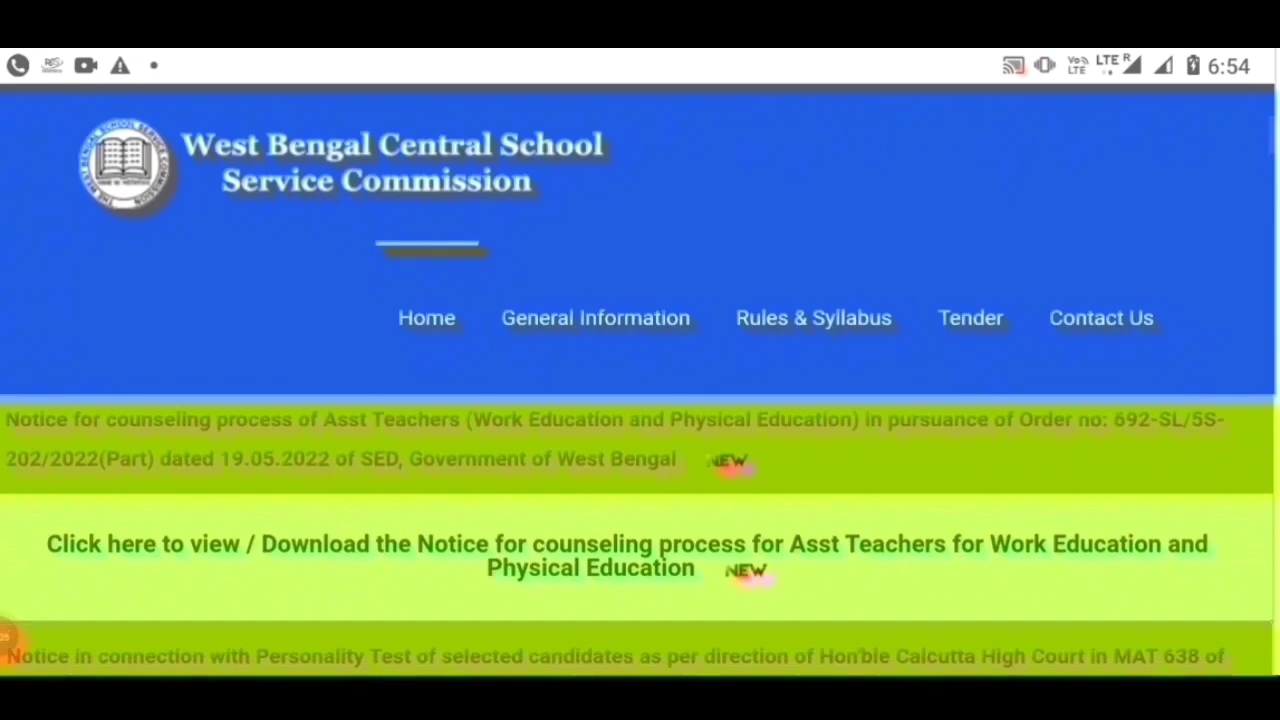 6:54
West Bengal Central School
Service Commission
Home General Information Rules & Syllabus Tender Contact Us
Notice for counseling process of Asst Teachers (Work Education and Physical Education) in pursuance of Order no: 692-SL/5S-
202/2022(Part) dated 19.05.2022 of SED, Government of West Bengal NEW
Click here to view / Download the Notice for counseling process for Asst Teachers for Work Education and
Physical Education NEW
Notice in connection with Personality Test of selected candidates as per direction of Hon'ble Calcutta High Court in MAT 638 of